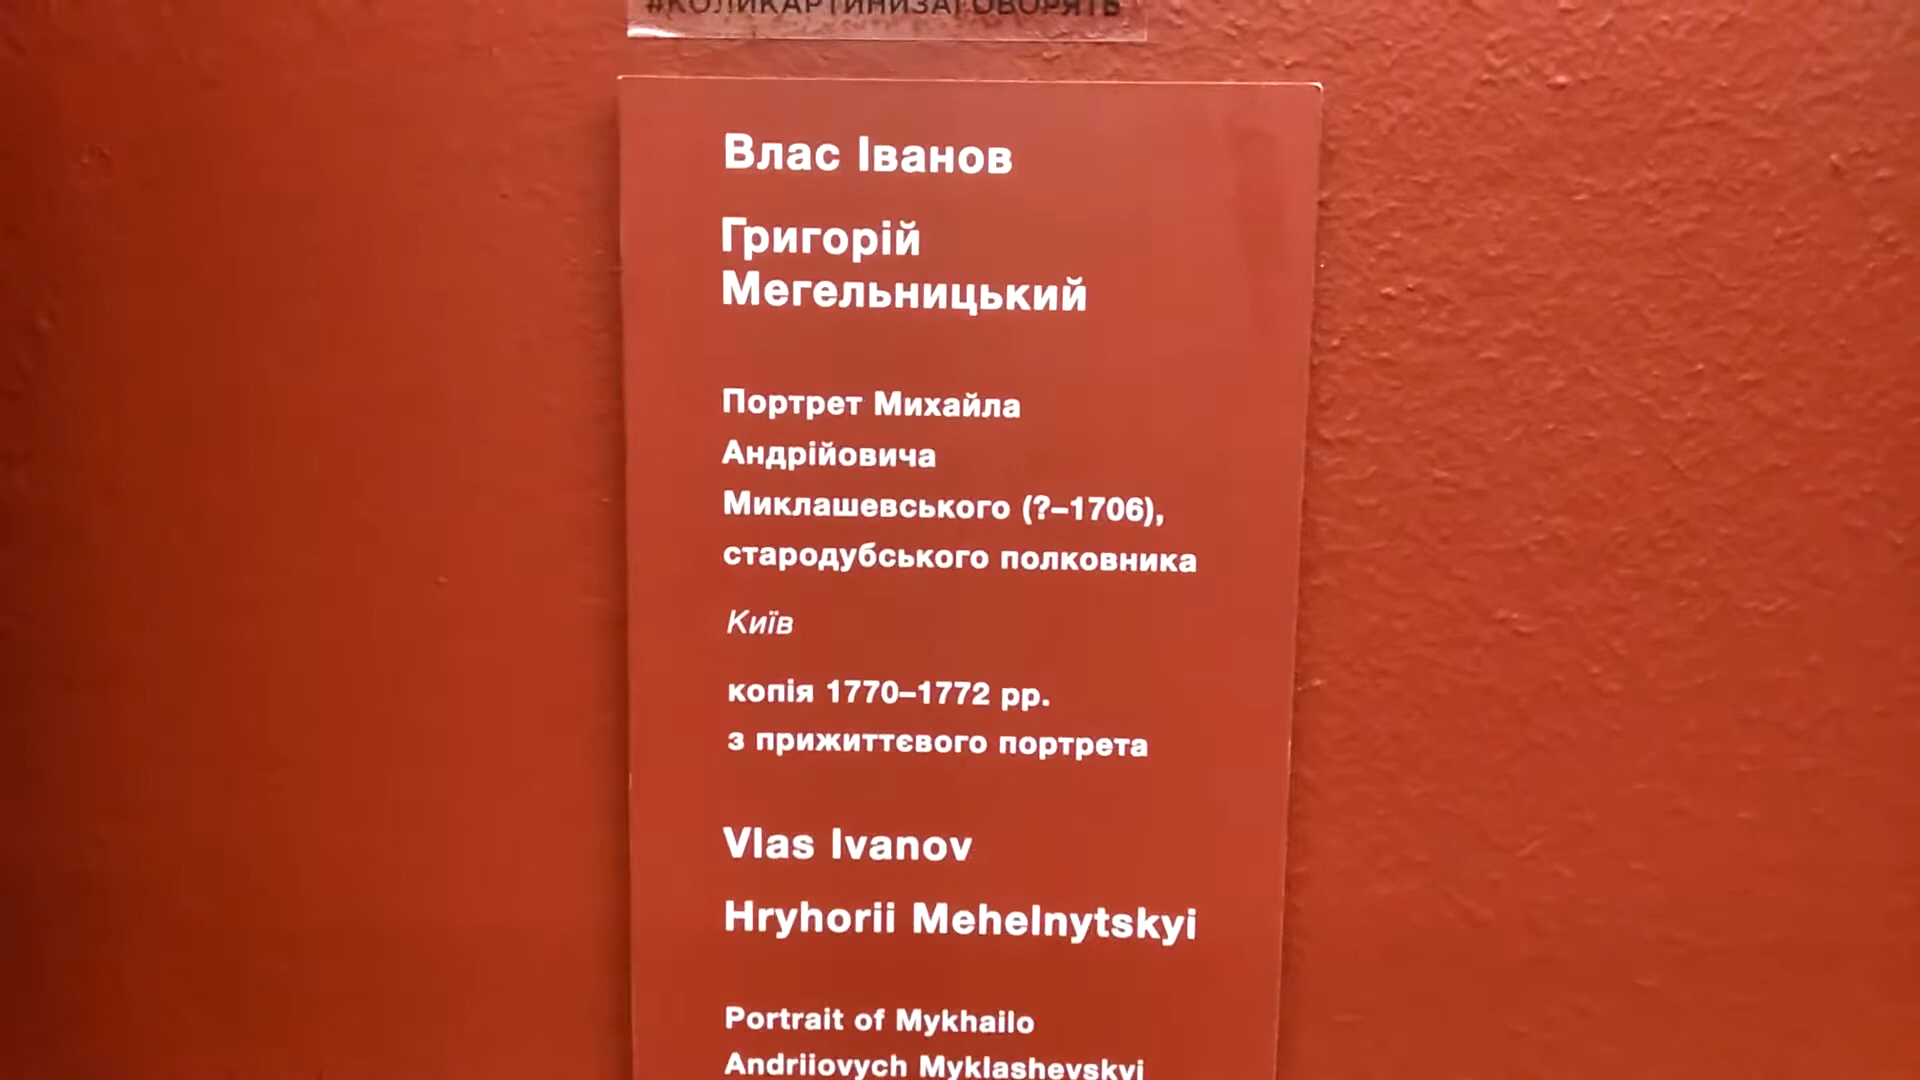 #КОЛИКАРТИНИЗАГОВОРЯТЬ
Влас Іванов
Григорій
Мегельницький
Портрет Михайла
Андрійовича
Миклашевського (?–1706),
стародубського полковника
Київ
копія 1770–1772 рр.
з прижиттєвого портрета
Vlas Ivanov
Hryhorii Mehelnytskyi
Portrait of Mykhailo
Andriiovych Myklashevskyi